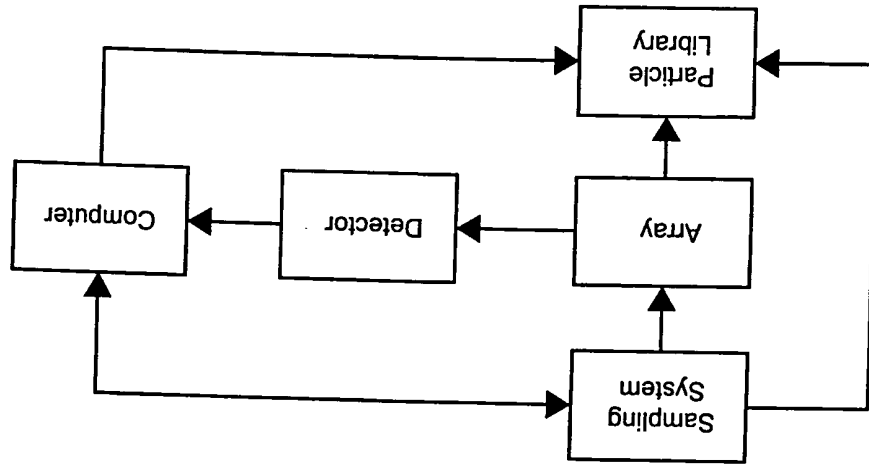 Sampling
System
Array
Detector
Computer
Particle
Library